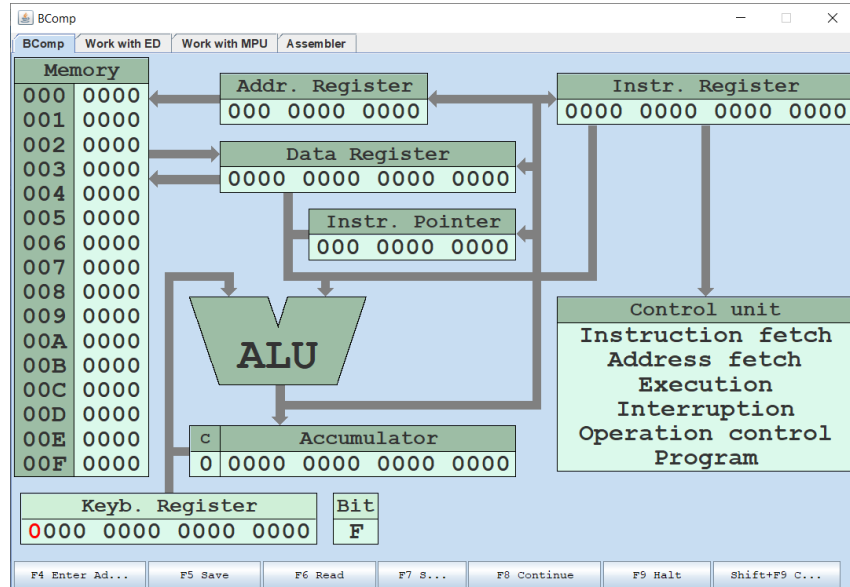 BComp
BComp Work with ED Work with MPU Assembler
Memory
000 0000
001 0000
002 0000
003 0000
004 0000
005 0000
006 0000
007 0000
008 0000
009 0000
00A 0000
00B 0000
00C 0000
00D 0000
00E 0000
00F 0000
Addr. Register
000 0000 0000
Instr. Register
0000 0000 0000 0000
Data Register
0000 0000 0000 0000
Instr. Pointer
000 0000 0000
ALU
Control unit
Instruction fetch
Address fetch
Execution
Interruption
Operation control
Program
C Accumulator
0 0000 0000 0000 0000
Keyb. Register
0000 0000 0000 0000
Bit
F
F4 Enter Ad... F5 Save F6 Read F7 S... F8 Continue F9 Halt Shift+F9 C...